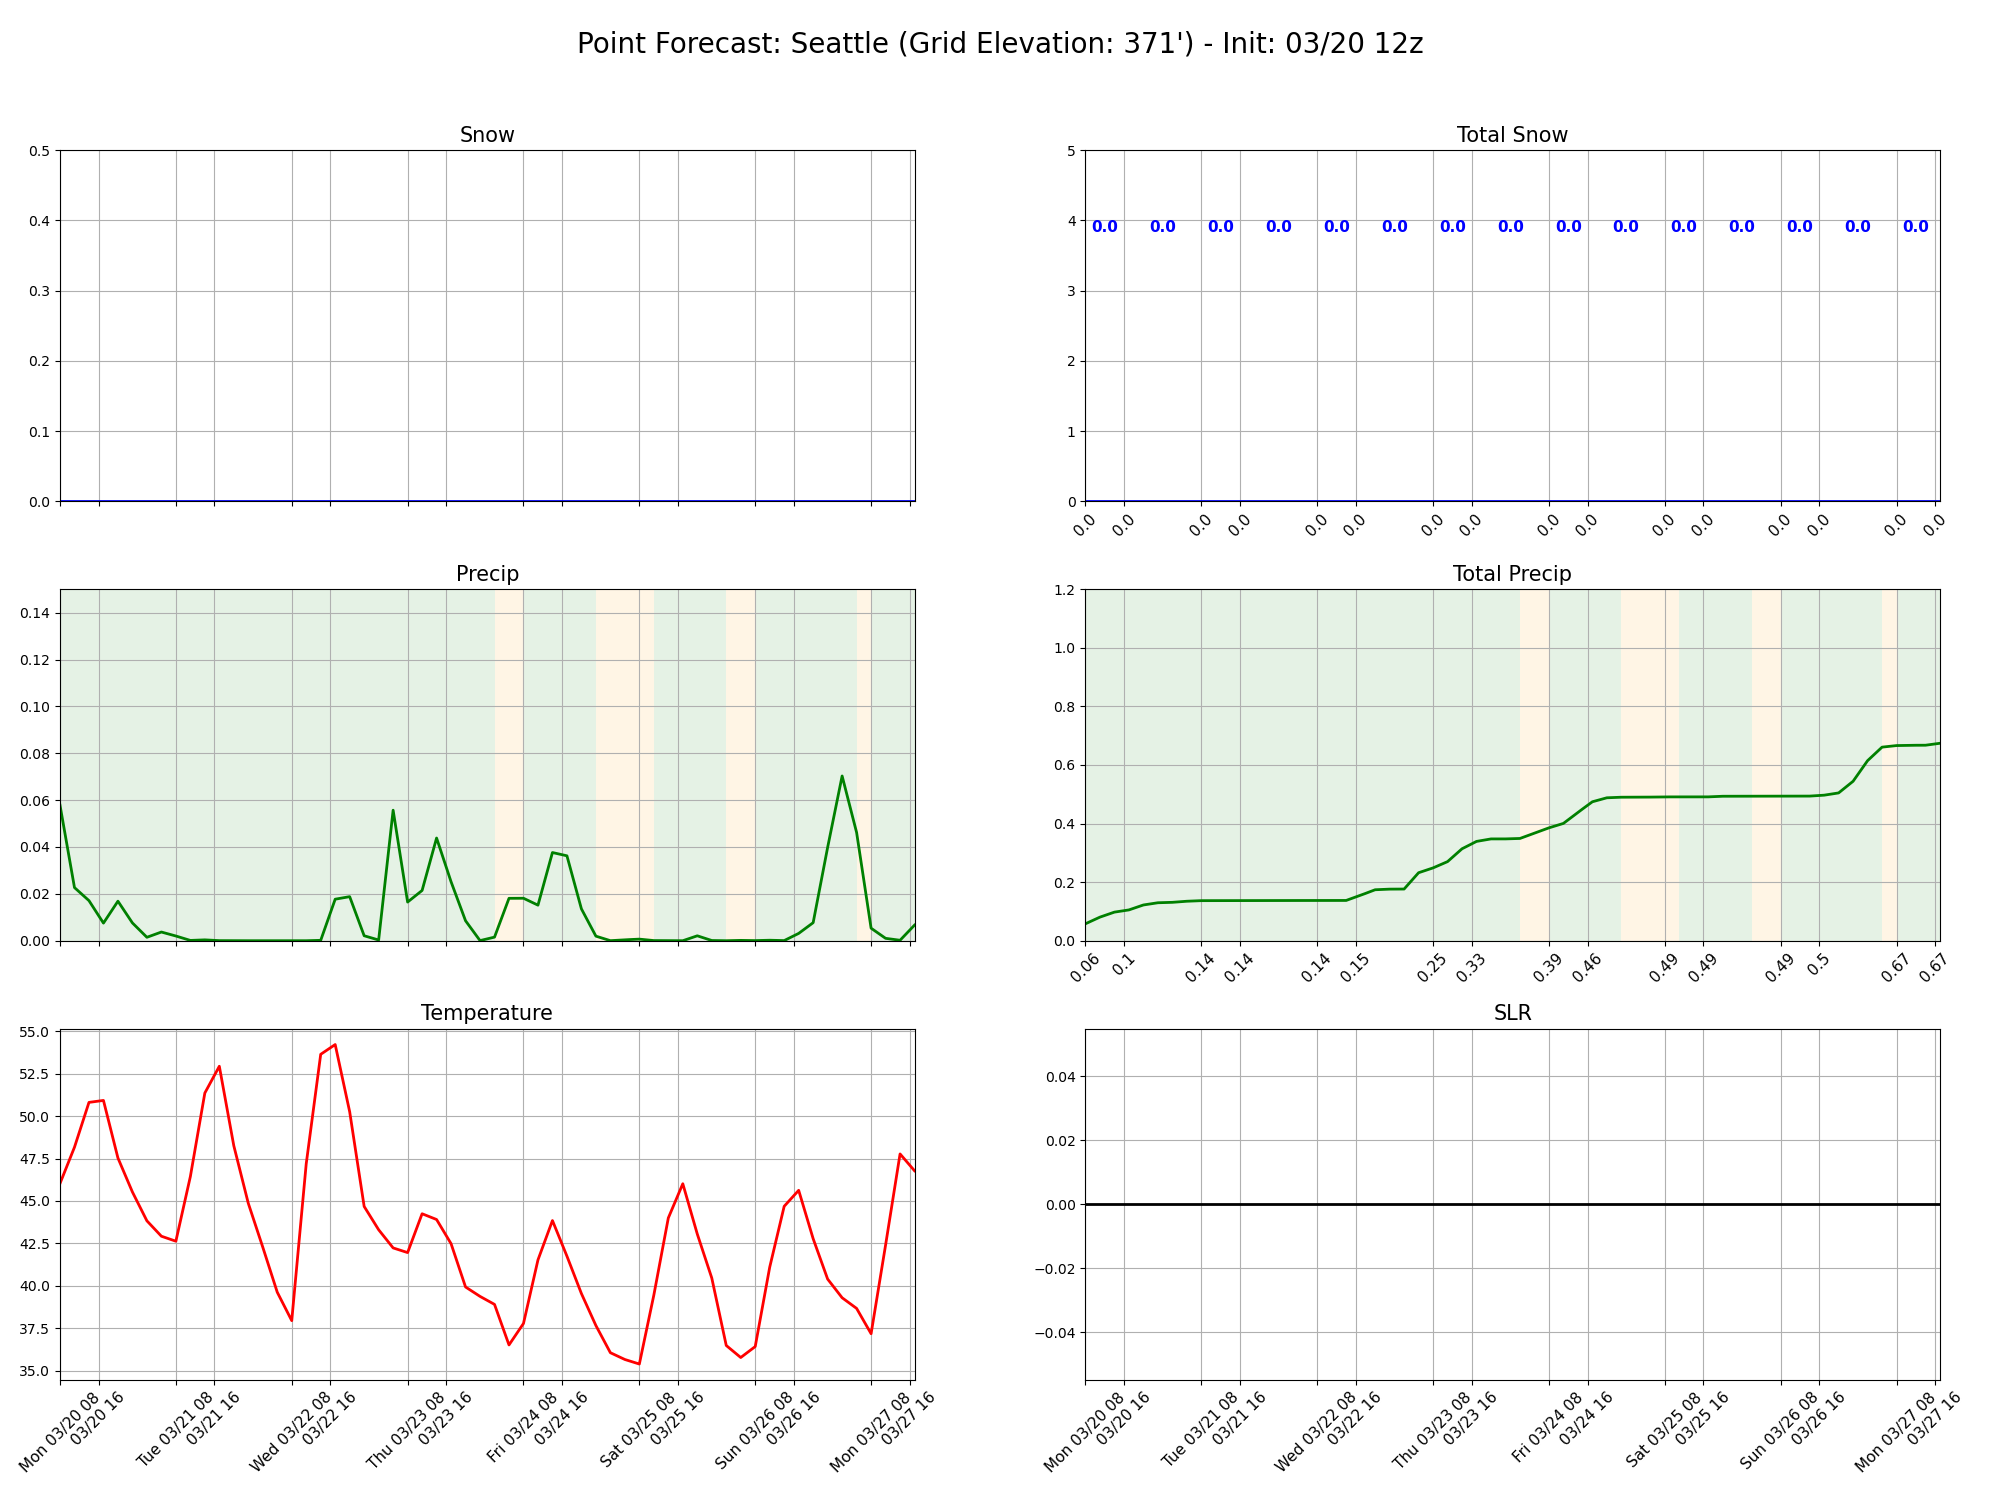 Point Forecast: Seattle (Grid Elevation: 371') - Init: 03/20 12z
Snow
0.5
0.4
0.3
0.2
0.1
0.0
Total Snow
5
4
3
2
1
0
0.0 0.0 0.0 0.0 0.0 0.0 0.0 0.0 0.0 0.0 0.0 0.0 0.0 0.0 0.0
0.0 0.0 0.0 0.0 0.0 0.0 0.0 0.0 0.0 0.0 0.0 0.0 0.0 0.0 0.0 0.0
Precip
0.14
0.12
0.10
0.08
0.06
0.04
0.02
0.00
Total Precip
1.2
1.0
0.8
0.6
0.4
0.2
0.0
0.06 0.1 0.14 0.14 0.14 0.15 0.25 0.33 0.39 0.46 0.49 0.49 0.49 0.5 0.67 0.67
Temperature
55.0
52.5
50.0
47.5
45.0
42.5
40.0
37.5
35.0
Mon 03/20 08
03/20 16
Tue 03/21 08
03/21 16
Wed 03/22 08
03/22 16
Thu 03/23 08
03/23 16
Fri 03/24 08
03/24 16
Sat 03/25 08
03/25 16
Sun 03/26 08
03/26 16
Mon 03/27 08
03/27 16
SLR
0.04
0.02
0.00
−0.02
−0.04
Mon 03/20 08
03/20 16
Tue 03/21 08
03/21 16
Wed 03/22 08
03/22 16
Thu 03/23 08
03/23 16
Fri 03/24 08
03/24 16
Sat 03/25 08
03/25 16
Sun 03/26 08
03/26 16
Mon 03/27 08
03/27 16